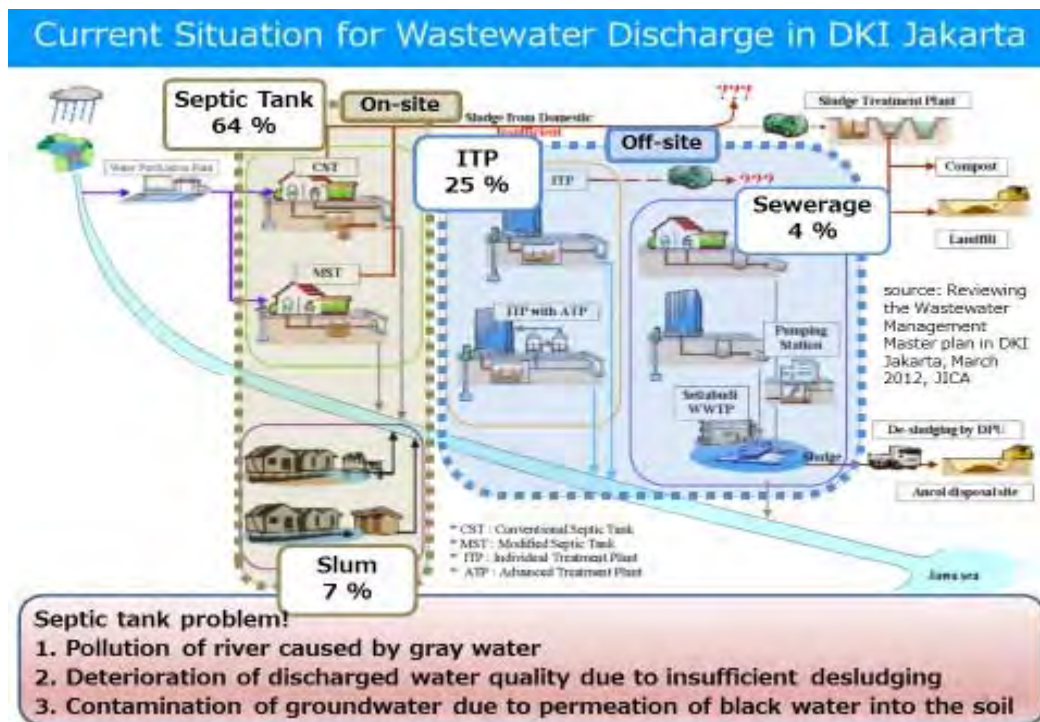 Current Situation for Wastewater Discharge in DKI Jakarta
Septic Tank
64 %
On-site
Sludge from Domestic
Insufficient
???
Sludge Treatment Plant
Off-site
Water Purification Plant
CST
ITP
25 %
ITP
???
Compost
Sewerage
4 %
Landfill
MST
ITP with ATP
Pumping
Station
source: Reviewing
the Wastewater
Management
Master plan in DKI
Jakarta, March
2012, JICA
Setiabudi
WWTP
Sludge
De-sludging by DPU
Ancol disposal site
* CST : Conventional Septic Tank
* MST : Modified Septic Tank
* ITP : Individual Treatment Plant
* ATP : Advanced Treatment Plant
Slum
7 %
Jawa sea
Septic tank problem!
1. Pollution of river caused by gray water
2. Deterioration of discharged water quality due to insufficient desludging
3. Contamination of groundwater due to permeation of black water into the soil